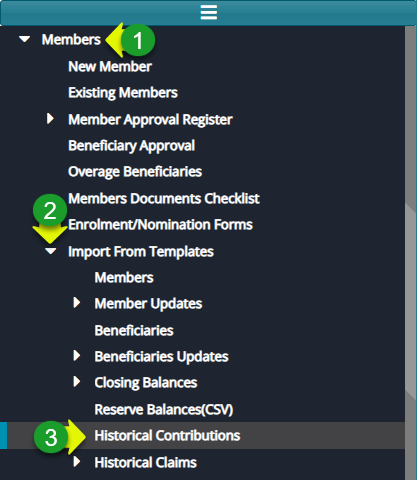 Members 1
New Member
Existing Members
Member Approval Register
Beneficiary Approval
Overage Beneficiaries
Members Documents Checklist
2
Enrolment/Nomination Forms
Import From Templates
Members
Member Updates
Beneficiaries
Beneficiaries Updates
Closing Balances
Reserve Balances(CSV)
3 Historical Contributions
Historical Claims